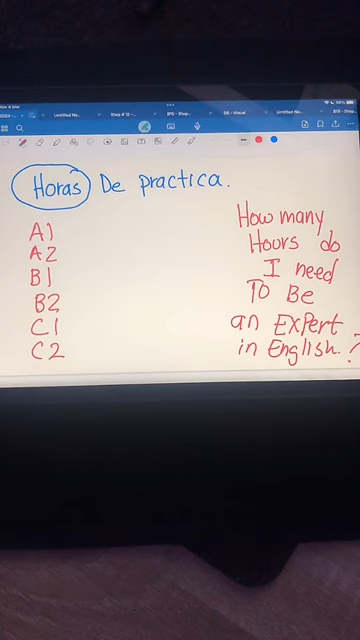 Horas De practica.
A1
A2
B1
B2
C1
C2
How many
Hours do
I need
To Be
an Expert
in English.?